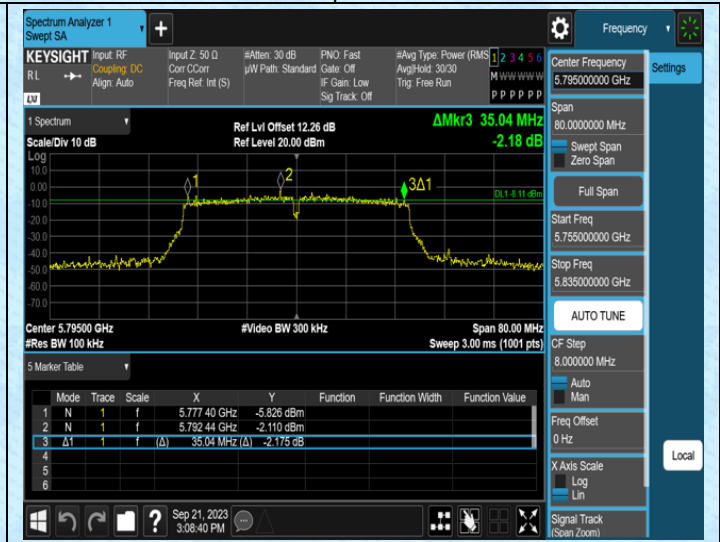 Spectrum Analyzer 1
Swept SA
+
Frequency
KEYSIGHT Input: RF Input Z: 50 Ω #Atten: 30 dB PNO: Fast #Avg Type: Power (RMS 1 2 3 4 5 6
RL Coupling: DC Corr CCorr µW Path: Standard Gate: Off Avg|Hold: 30/30 M W W W W W
Align: Auto Freq Ref: Int (S) IF Gain: Low Trig: Free Run
LXI Sig Track: Off P P P P P P
Center Frequency
5.795000000 GHz
Settings
Span
80.0000000 MHz
Swept Span
Zero Span
Full Span
Start Freq
5.755000000 GHz
Stop Freq
5.835000000 GHz
AUTO TUNE
CF Step
8.000000 MHz
Auto
Man
Freq Offset
0 Hz
X Axis Scale
Log
Lin
Signal Track
(Span Zoom)
Local
1 Spectrum
Scale/Div 10 dB
Ref Lvl Offset 12.26 dB
Ref Level 20.00 dBm
ΔMkr3 35.04 MHz
-2.18 dB
Log
10.0
0.00
-10.0
-20.0
-30.0
-40.0
-50.0
-60.0
-70.0
1
2
3Δ1
DL1 -8.11 dBm
Center 5.79500 GHz #Video BW 300 kHz Span 80.00 MHz
#Res BW 100 kHz Sweep 3.00 ms (1001 pts)
5 Marker Table
Mode Trace Scale X Y Function Function Width Function Value
1 N 1 f 5.777 40 GHz -5.826 dBm
2 N 1 f 5.792 44 GHz -2.110 dBm
3 Δ1 1 f (Δ) 35.04 MHz (Δ) -2.175 dB
4
5
6
?
Sep 21, 2023
3:08:40 PM